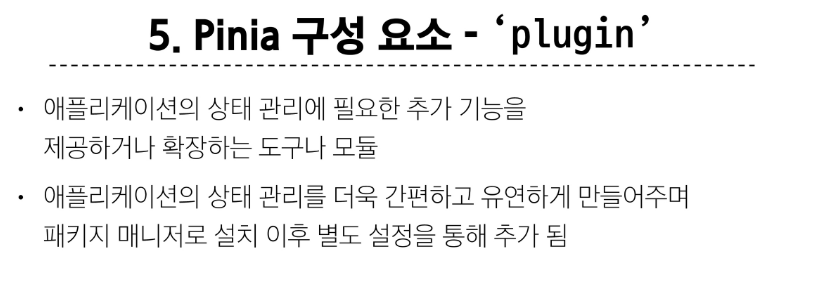 5. Pinia 구성 요소 - ‘plugin’
• 애플리케이션의 상태 관리에 필요한 추가 기능을
제공하거나 확장하는 도구나 모듈
• 애플리케이션의 상태 관리를 더욱 간편하고 유연하게 만들어주며
패키지 매니저로 설치 이후 별도 설정을 통해 추가 됨